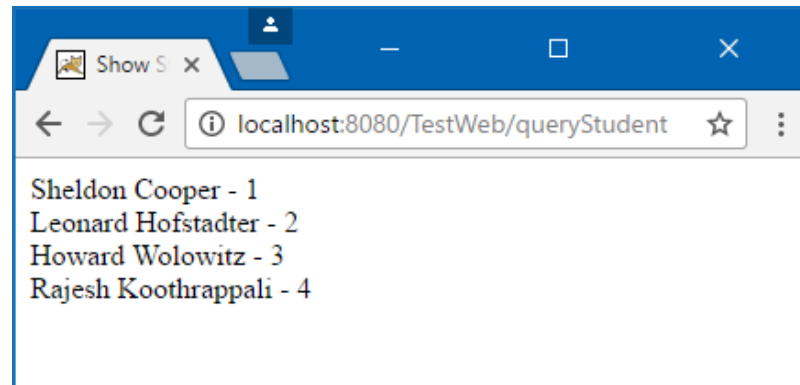 Show S
localhost:8080/TestWeb/queryStudent
Sheldon Cooper - 1
Leonard Hofstadter - 2
Howard Wolowitz - 3
Rajesh Koothrappali - 4